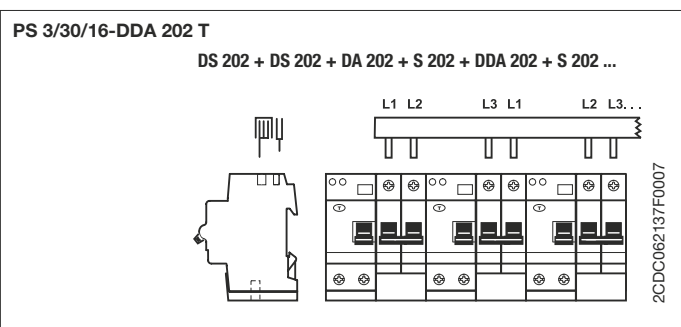 PS 3/30/16-DDA 202 T
DS 202 + DS 202 + DA 202 + S 202 + DDA 202 + S 202 ...
L1 L2 L3 L1 L2 L3...
T T T
2CDC062137F0007